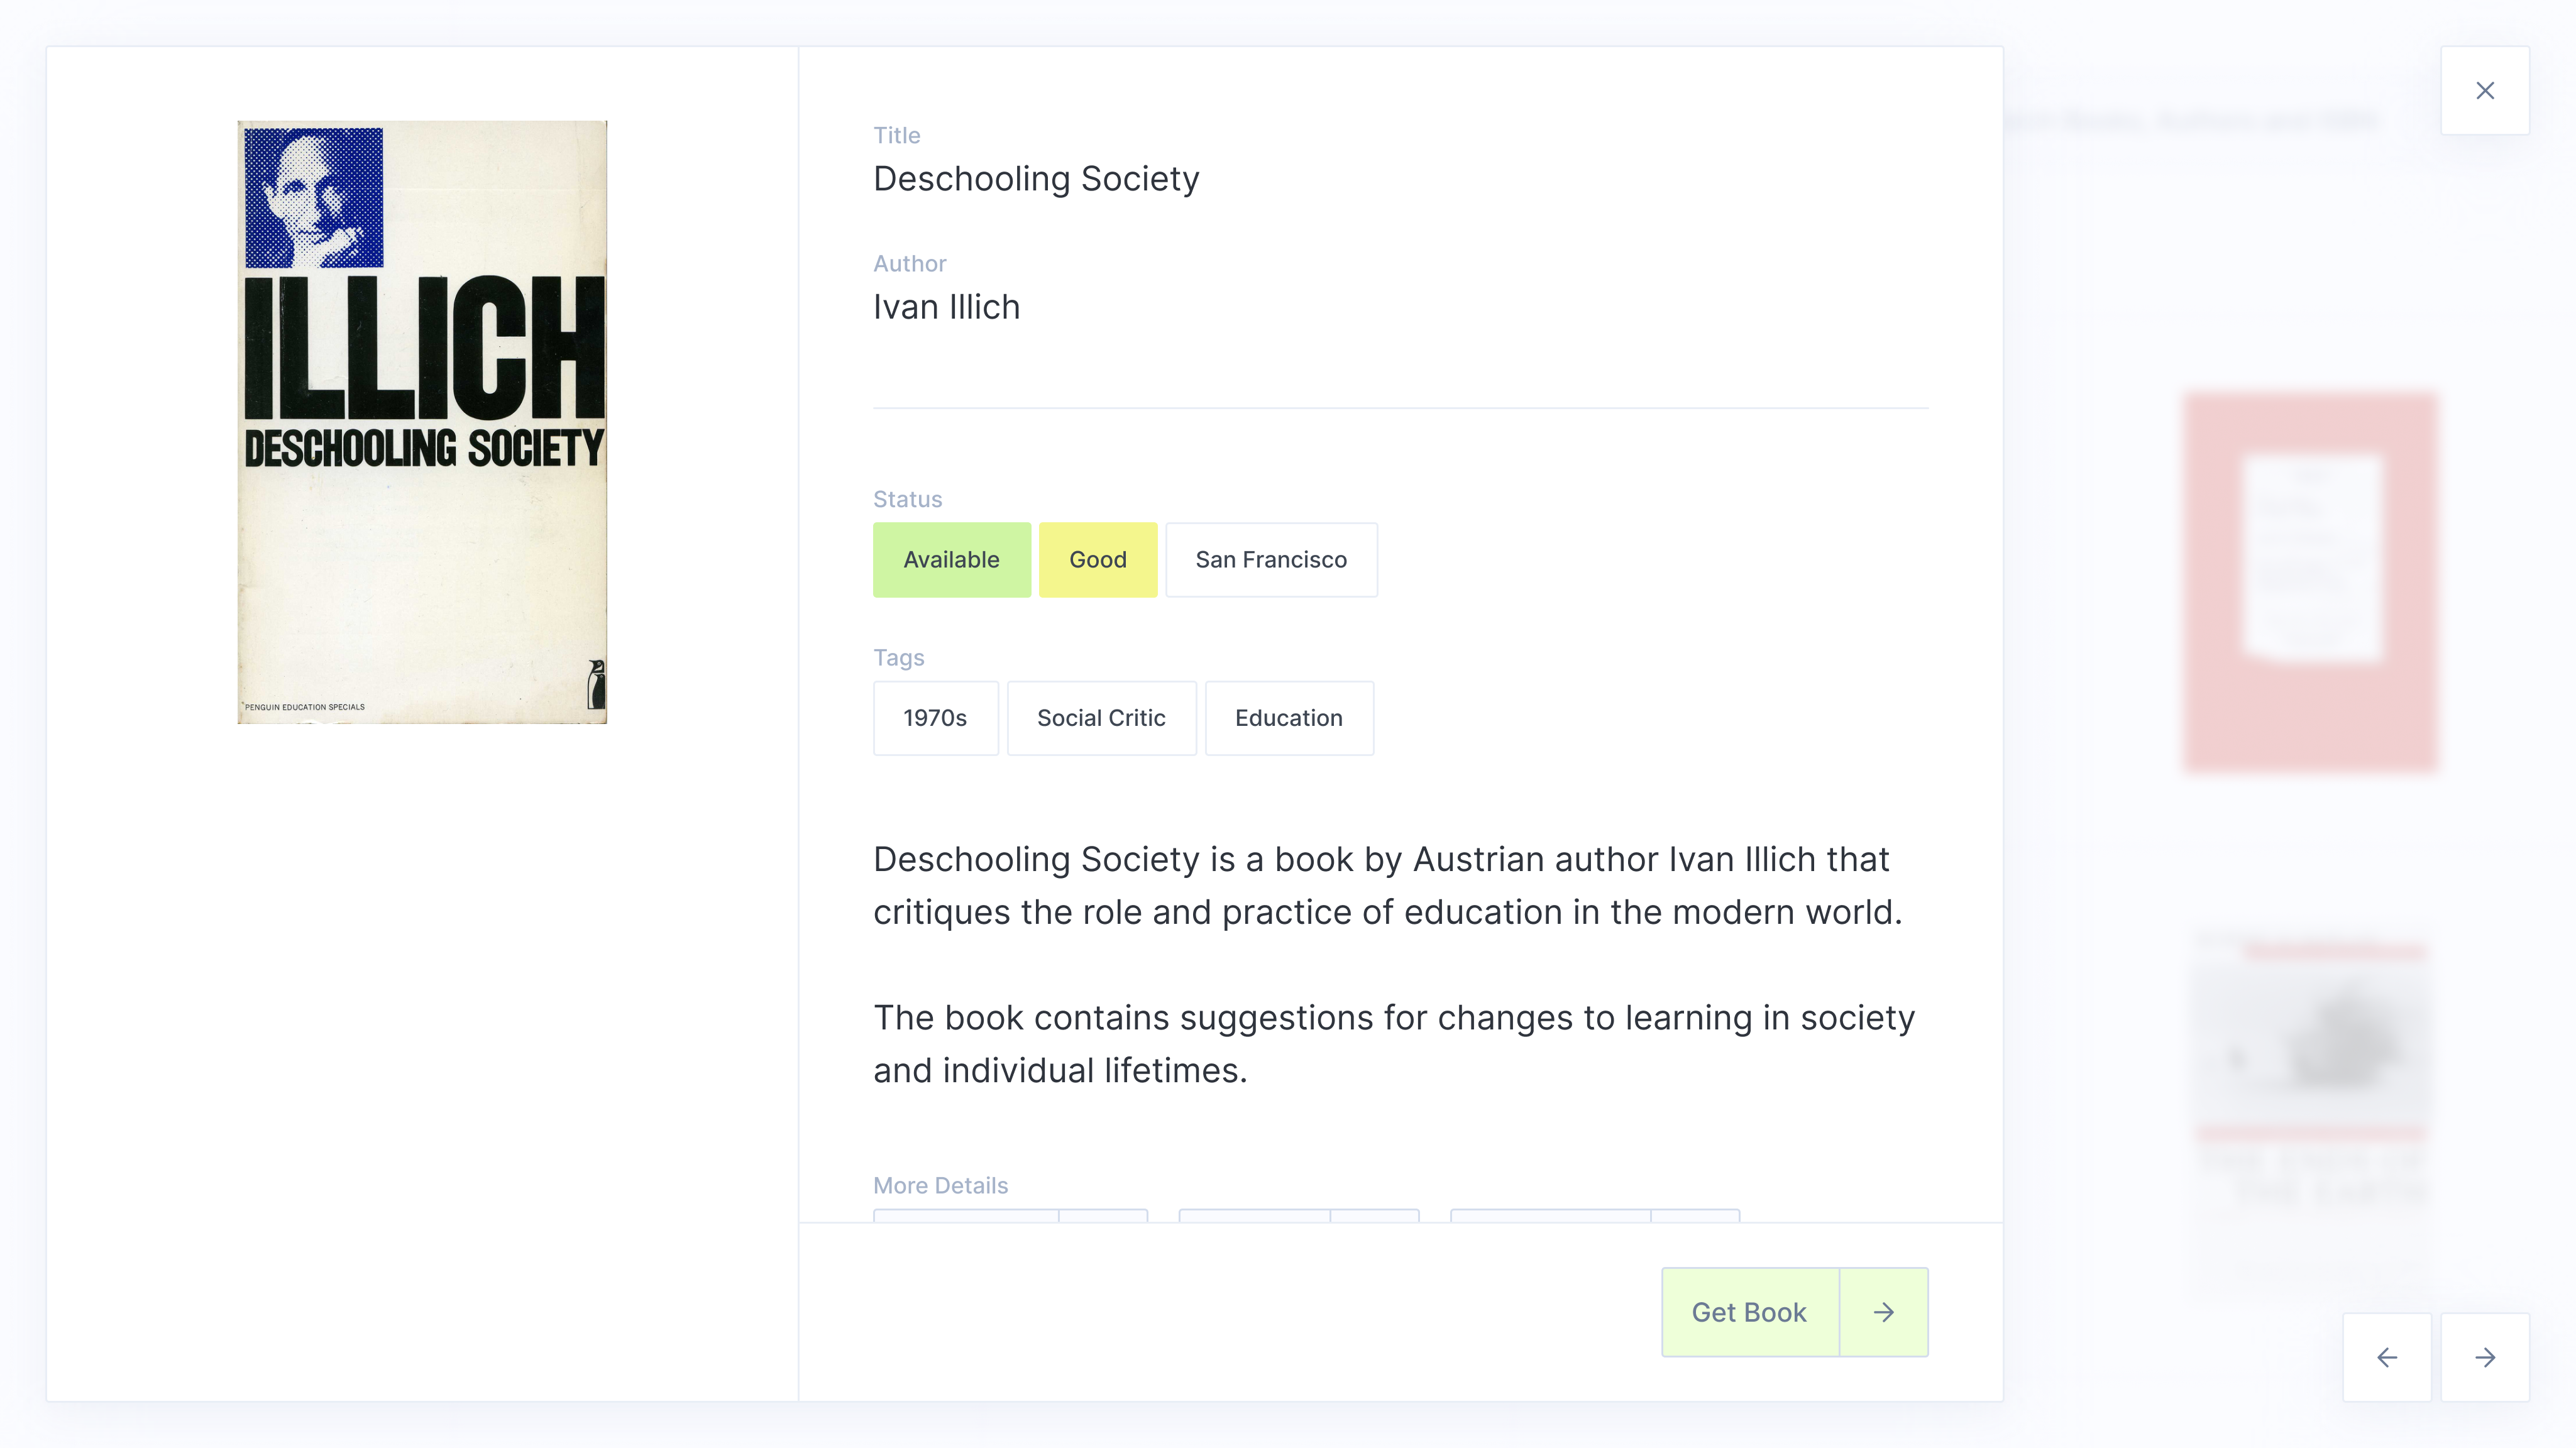 ILLICH
DESCHOOLING SOCIETY
PENGUIN EDUCATION SPECIALS
Title
Deschooling Society
Author
Ivan Illich
Status
Available
Good
San Francisco
Tags
1970s
Social Critic
Education
Deschooling Society is a book by Austrian author Ivan Illich that
critiques the role and practice of education in the modern world.
The book contains suggestions for changes to learning in society
and individual lifetimes.
More Details
Get Book